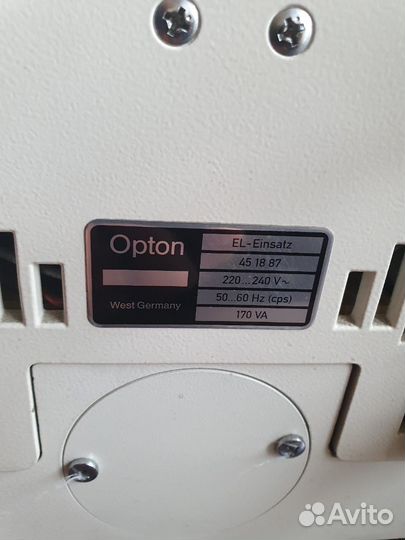 Opton
West Germany
EL-Einsatz
45 18 87
220...240 V~
50...60 Hz (cps)
170 VA
Avito